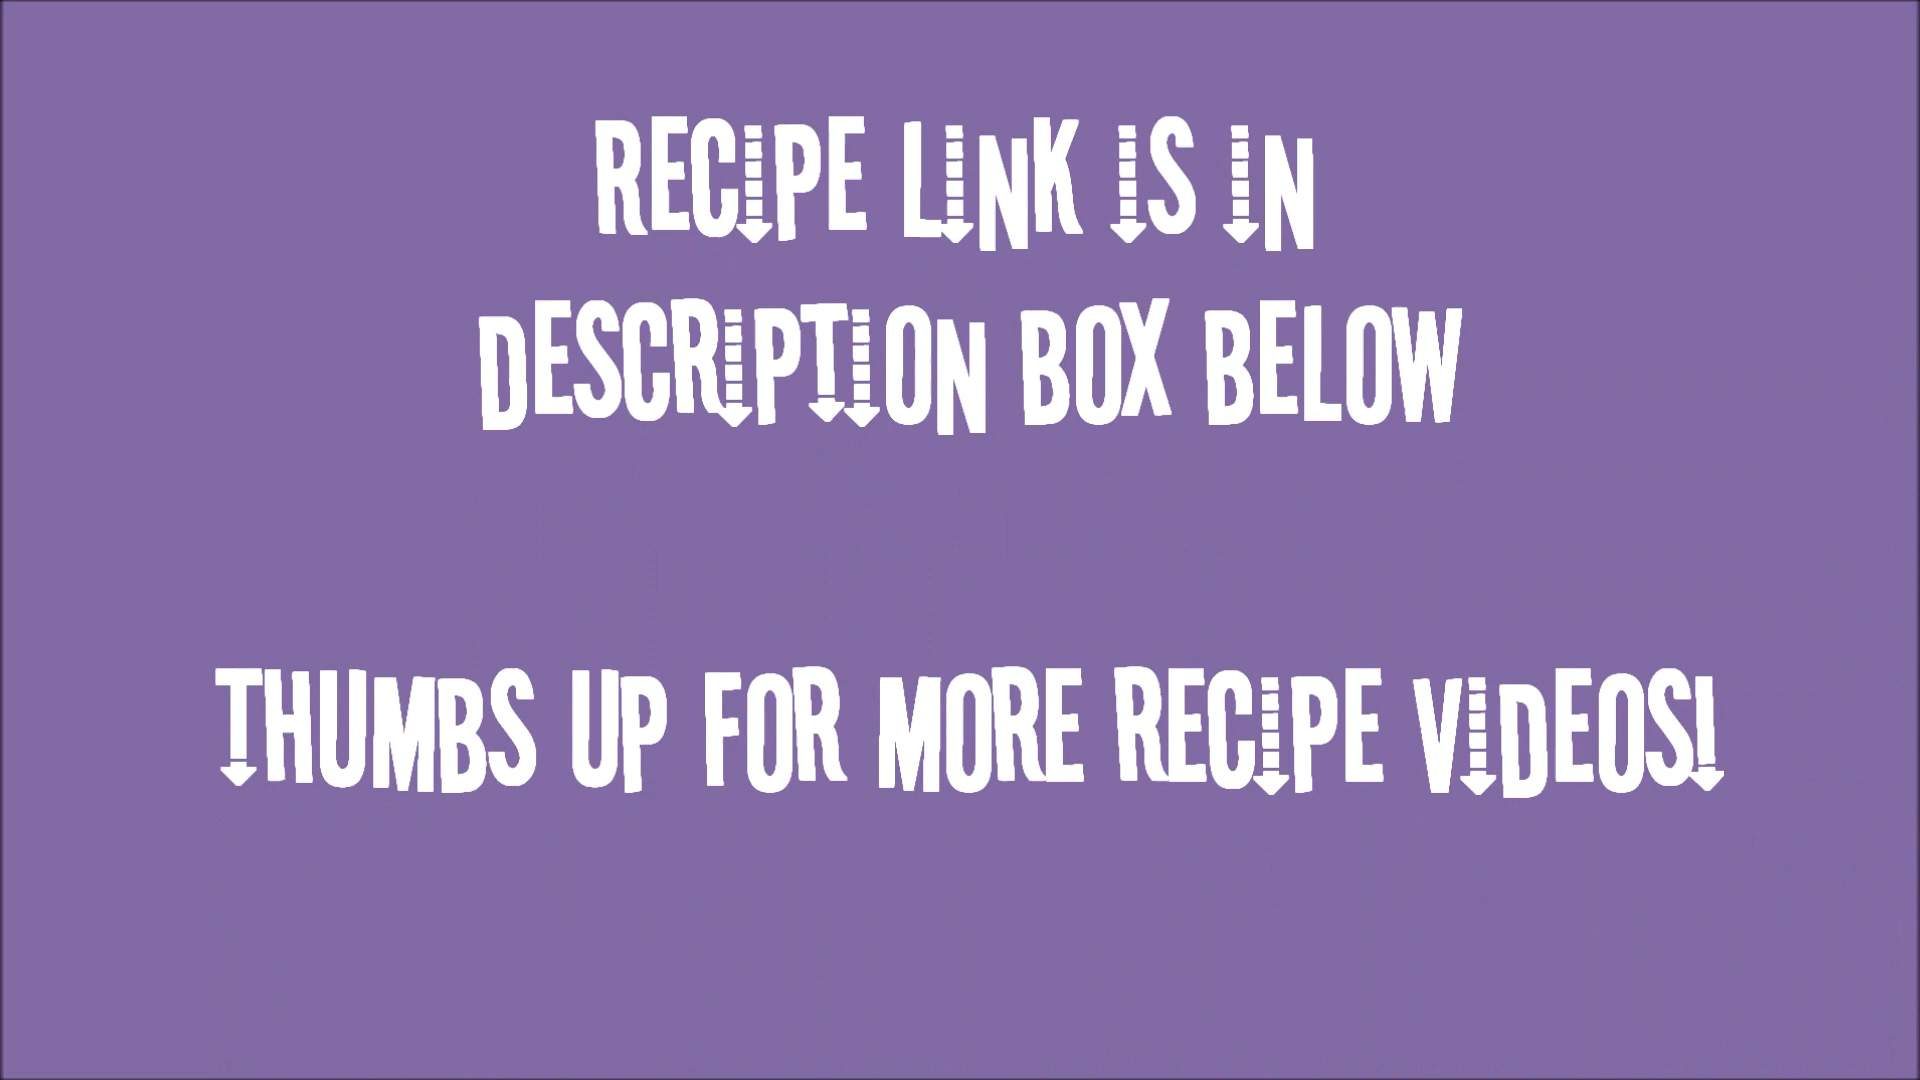 RECIPE LINK IS IN
DESCRIPTION BOX BELOW
THUMBS UP FOR MORE RECIPE VIDEOS!